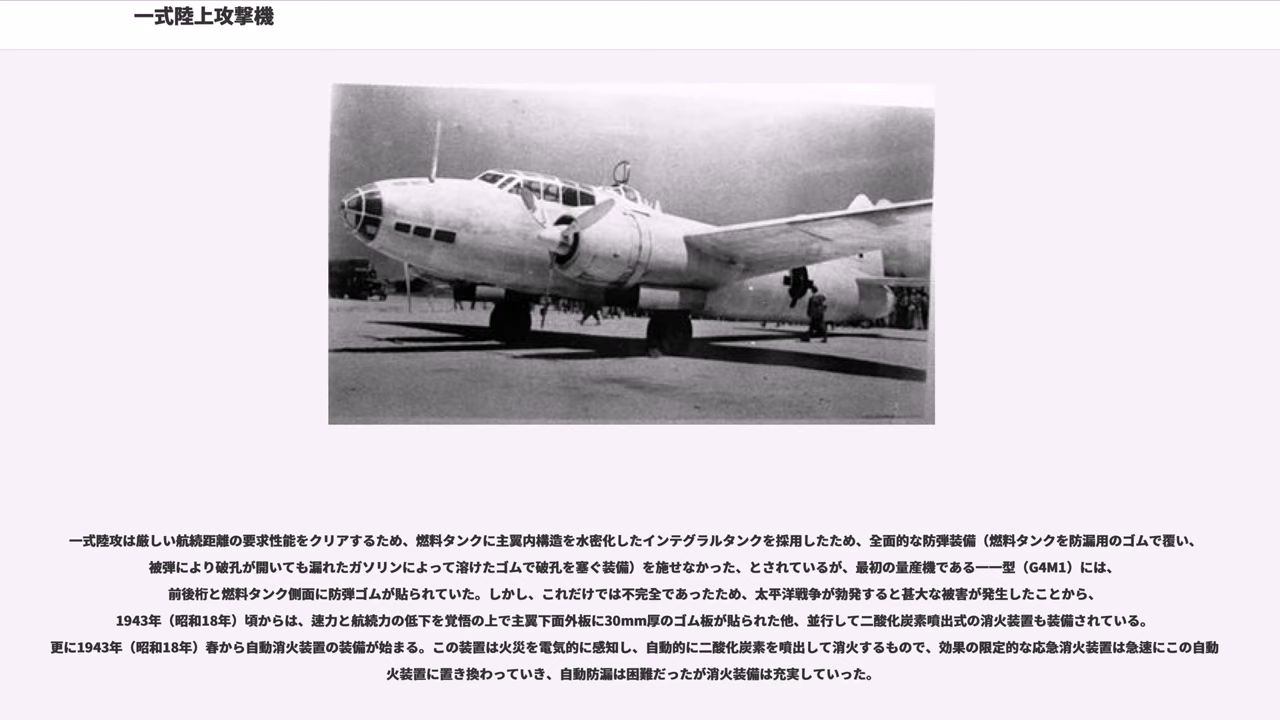 一式陸上攻撃機
一式陸攻は厳しい航続距離の要求性能をクリアするため、燃料タンクに主翼内構造を水密化したインテグラルタンクを採用したため、全面的な防弾装備（燃料タンクを防漏用のゴムで覆い、
被弾により破孔が開いても漏れたガソリンによって溶けたゴムで破孔を塞ぐ装備）を施せなかった、とされているが、最初の量産機である一一型（G4M1）には、
前後桁と燃料タンク側面に防弾ゴムが貼られていた。しかし、これだけでは不完全であったため、太平洋戦争が勃発すると甚大な被害が発生したことから、
1943年（昭和18年）頃からは、速力と航続力の低下を覚悟の上で主翼下面外板に30mm厚のゴム板が貼られた他、並行して二酸化炭素噴出式の消火装置も装備されている。
更に1943年（昭和18年）春から自動消火装置の装備が始まる。この装置は火災を電気的に感知し、自動的に二酸化炭素を噴出して消火するもので、効果の限定的な応急消火装置は急速にこの自動
火装置に置き換わっていき、自動防漏は困難だったが消火装備は充実していった。